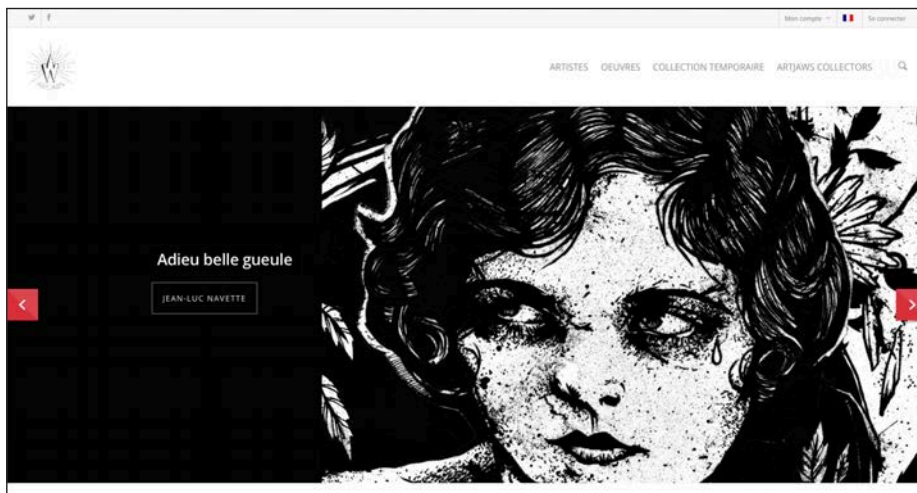 Mon compte
Se connecter
ARTISTES OEUVRES COLLECTION TEMPORAIRE ARTJAWS COLLECTORS
Adieu belle gueule
JEAN-LUC NAVETTE